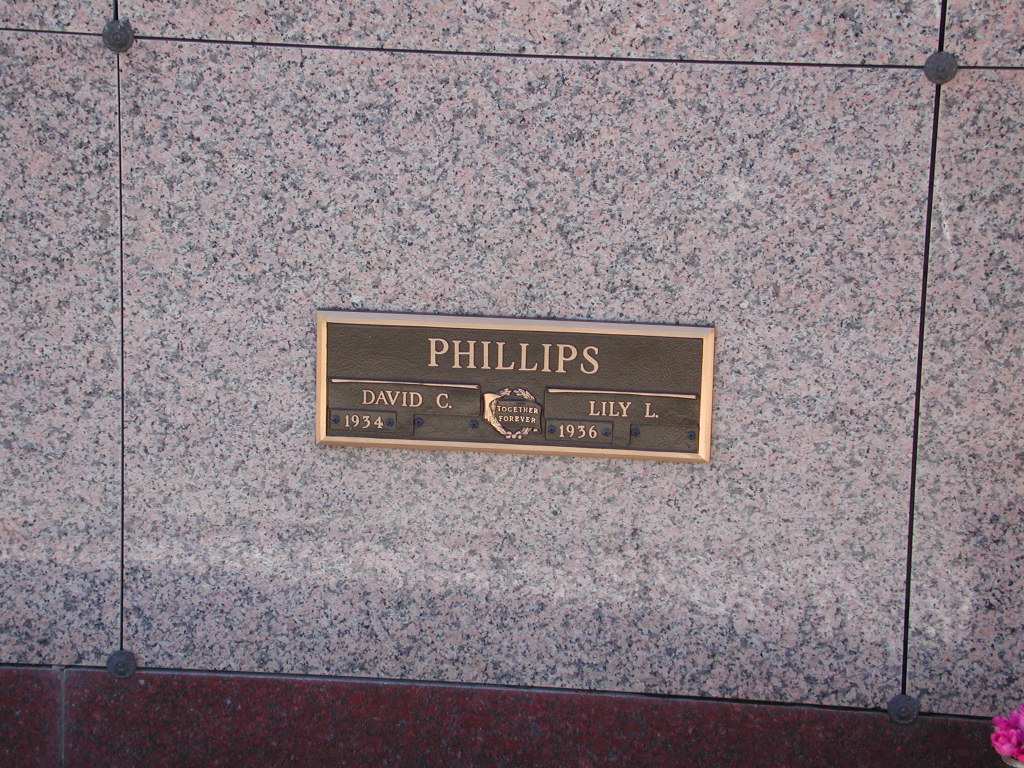 PHILLIPS
DAVID C.
1934
TOGETHER
FOREVER
LILY L.
1936